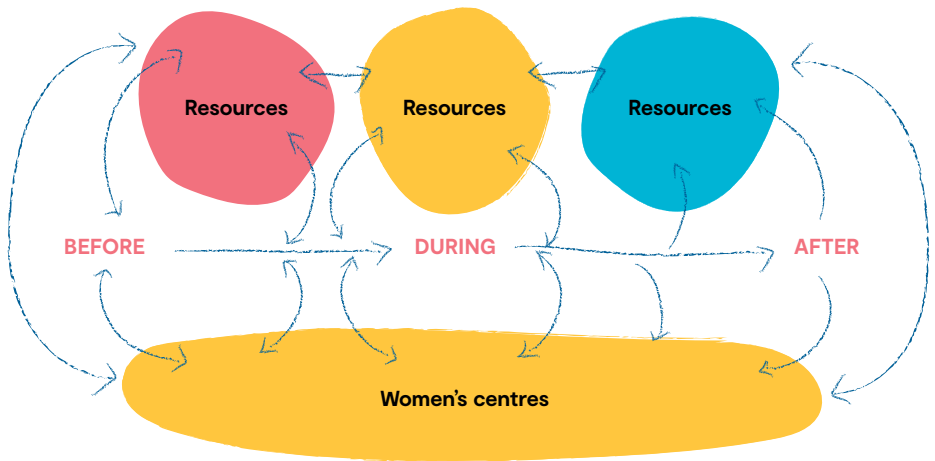 Resources
Resources
Resources
BEFORE
DURING
AFTER
Women's centres